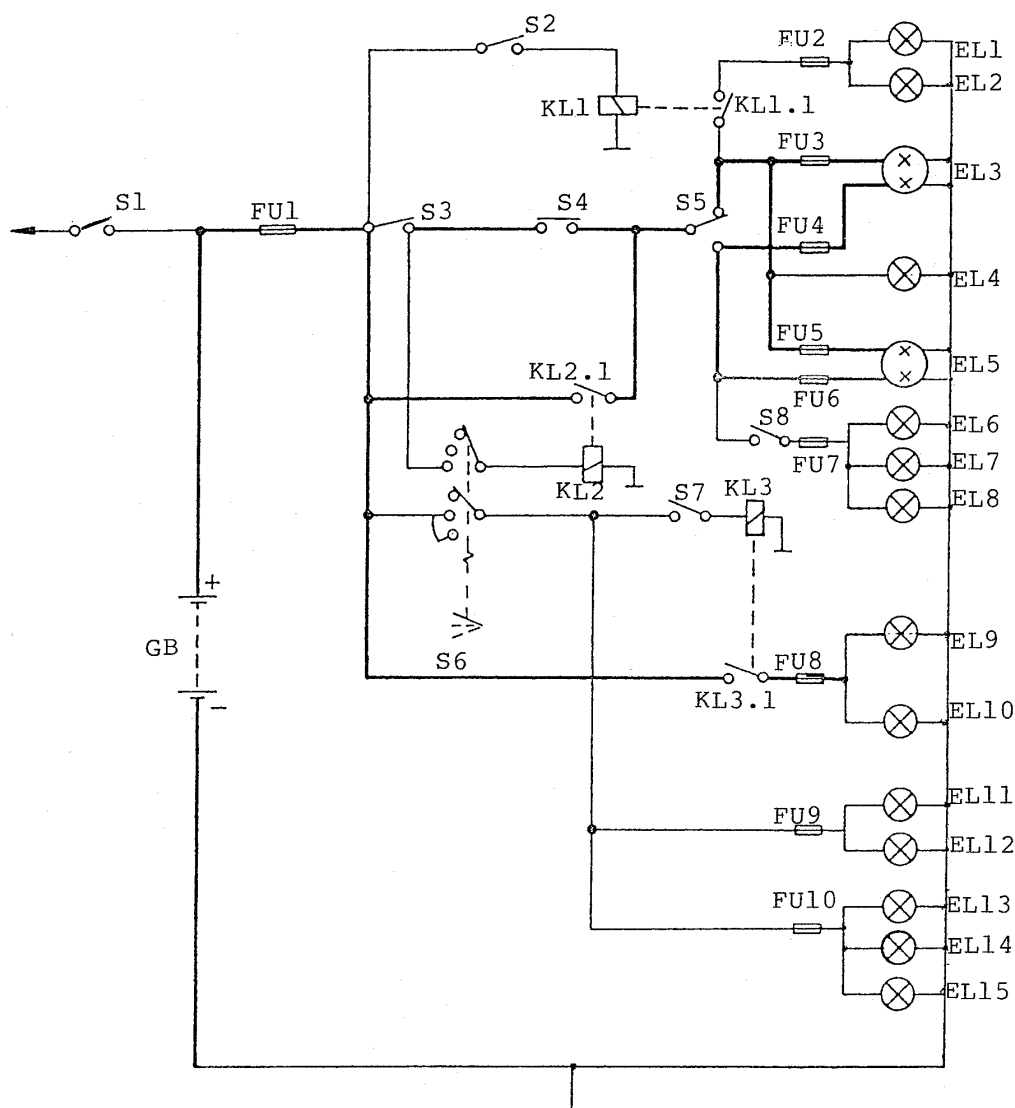 S2
FU2
EL1
EL2
KL1
KL1.1
FU3
EL3
S1
FU1
S3
S4
S5
FU4
EL4
FU5
EL5
KL2.1
FU6
S8
EL6
FU7
EL7
KL2
S7
KL3
EL8
+
GB
-
S6
EL9
FU8
KL3.1
EL10
EL11
FU9
EL12
FU10
EL13
EL14
EL15